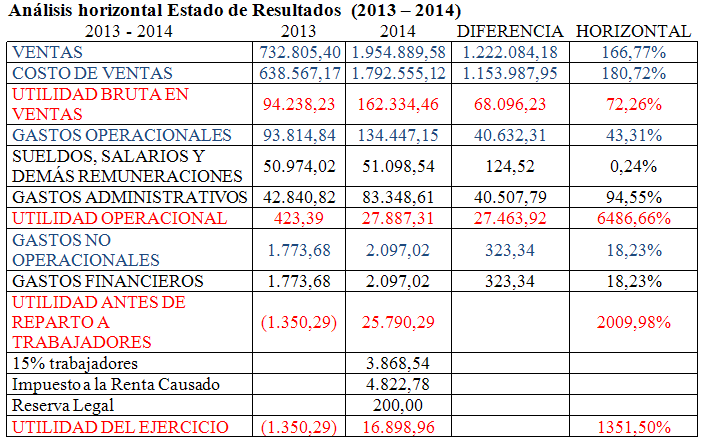 Análisis horizontal Estado de Resultados (2013 – 2014)
2013 - 2014 2013 2014 DIFERENCIA HORIZONTAL
VENTAS 732.805,40 1.954.889,58 1.222.084,18 166,77%
COSTO DE VENTAS 638.567,17 1.792.555,12 1.153.987,95 180,72%
UTILIDAD BRUTA EN
VENTAS 94.238,23 162.334,46 68.096,23 72,26%
GASTOS OPERACIONALES 93.814,84 134.447,15 40.632,31 43,31%
SUELDOS, SALARIOS Y
DEMÁS REMUNERACIONES 50.974,02 51.098,54 124,52 0,24%
GASTOS ADMINISTRATIVOS 42.840,82 83.348,61 40.507,79 94,55%
UTILIDAD OPERACIONAL 423,39 27.887,31 27.463,92 6486,66%
GASTOS NO
OPERACIONALES 1.773,68 2.097,02 323,34 18,23%
GASTOS FINANCIEROS 1.773,68 2.097,02 323,34 18,23%
UTILIDAD ANTES DE
REPARTO A
TRABAJADORES (1.350,29) 25.790,29 2009,98%
15% trabajadores 3.868,54
Impuesto a la Renta Causado 4.822,78
Reserva Legal 200,00
UTILIDAD DEL EJERCICIO (1.350,29) 16.898,96 1351,50%